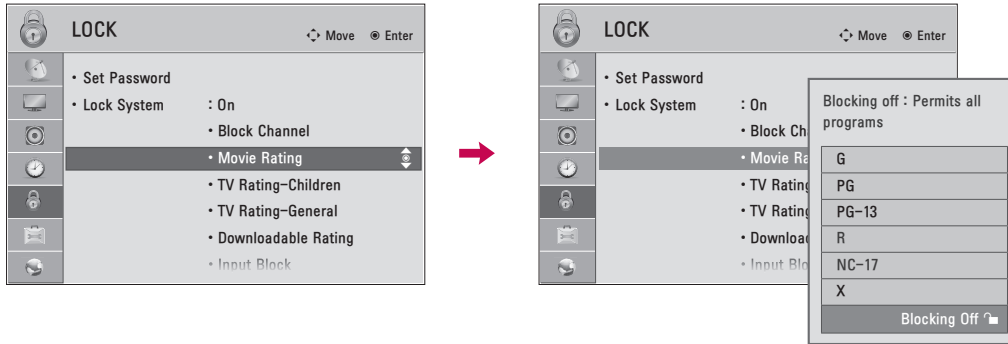 LOCK
Move Enter
• Set Password
• Lock System : On
• Block Channel
• Movie Rating
• TV Rating-Children
• TV Rating-General
• Downloadable Rating
• Input Block
LOCK
Move Enter
• Set Password
• Lock System : On
• Block Ch
• Movie Ra
• TV Rating
• TV Rating
• Downloa
• Input Blo
Blocking off : Permits all
programs
G
PG
PG-13
R
NC-17
X
Blocking Off